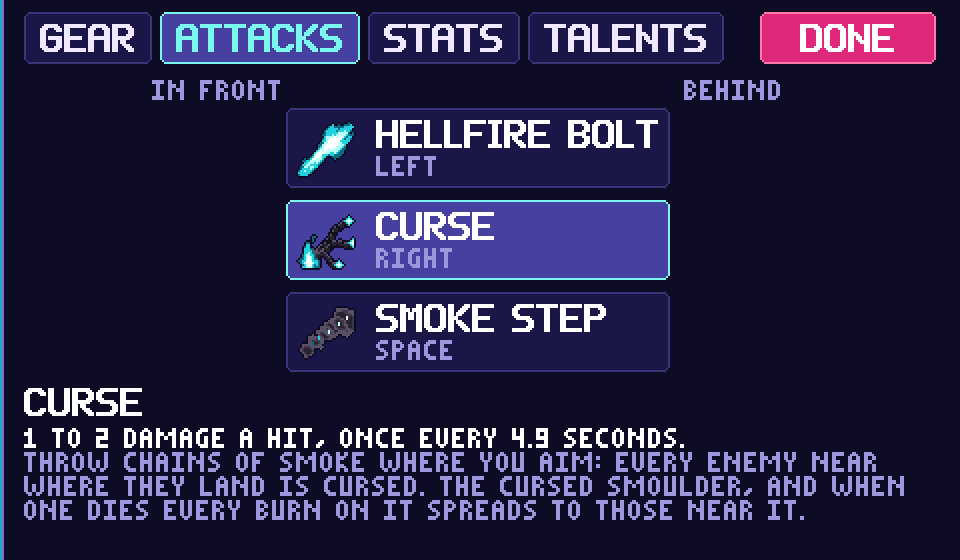 GEAR ATTACKS STATS TALENTS DONE
IN FRONT BEHIND
HELLFIRE BOLT
LEFT
CURSE
RIGHT
SMOKE STEP
SPACE
CURSE
1 TO 2 DAMAGE A HIT, ONCE EVERY 4.9 SECONDS.
THROW CHAINS OF SMOKE WHERE YOU AIM: EVERY ENEMY NEAR
WHERE THEY LAND IS CURSED. THE CURSED SMOULDER, AND WHEN
ONE DIES EVERY BURN ON IT SPREADS TO THOSE NEAR IT.